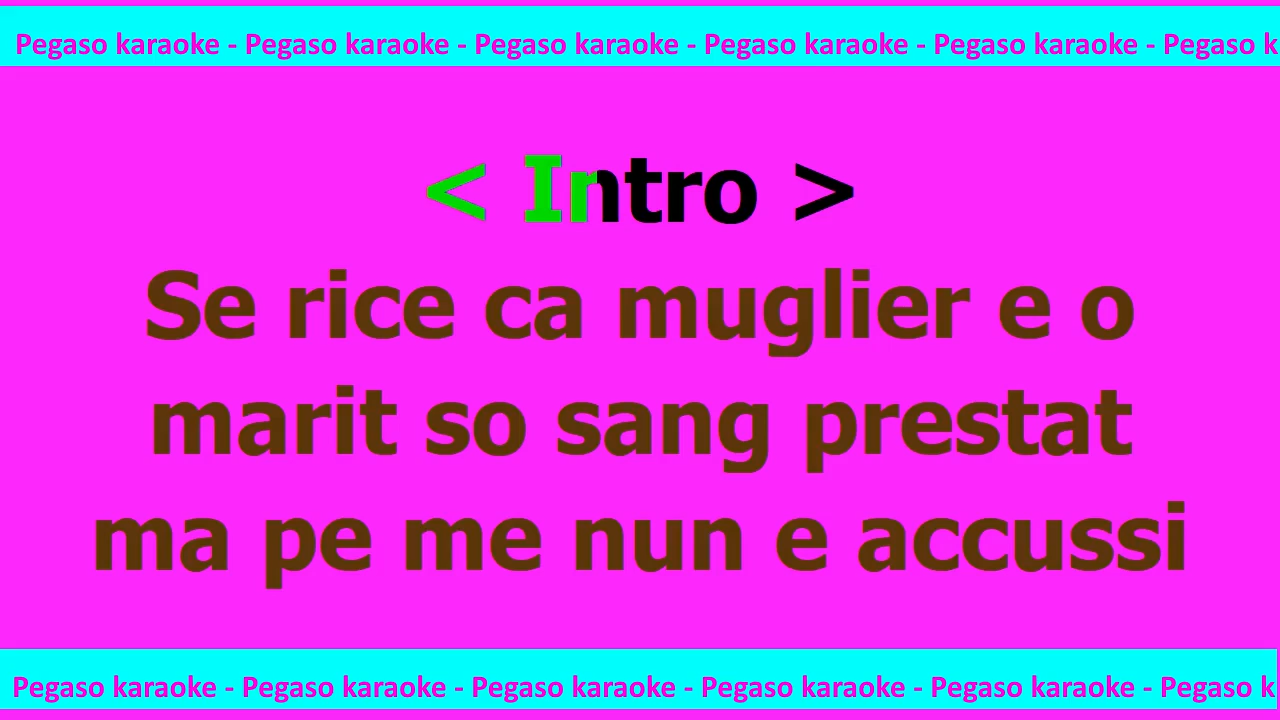 Pegaso karaoke - Pegaso karaoke - Pegaso karaoke - Pegaso karaoke - Pegaso karaoke - Pegaso k
< Intro >
Se rice ca muglier e o
marit so sang prestat
ma pe me nun e accussi
Pegaso karaoke - Pegaso karaoke - Pegaso karaoke - Pegaso karaoke - Pegaso karaoke - Pegaso k